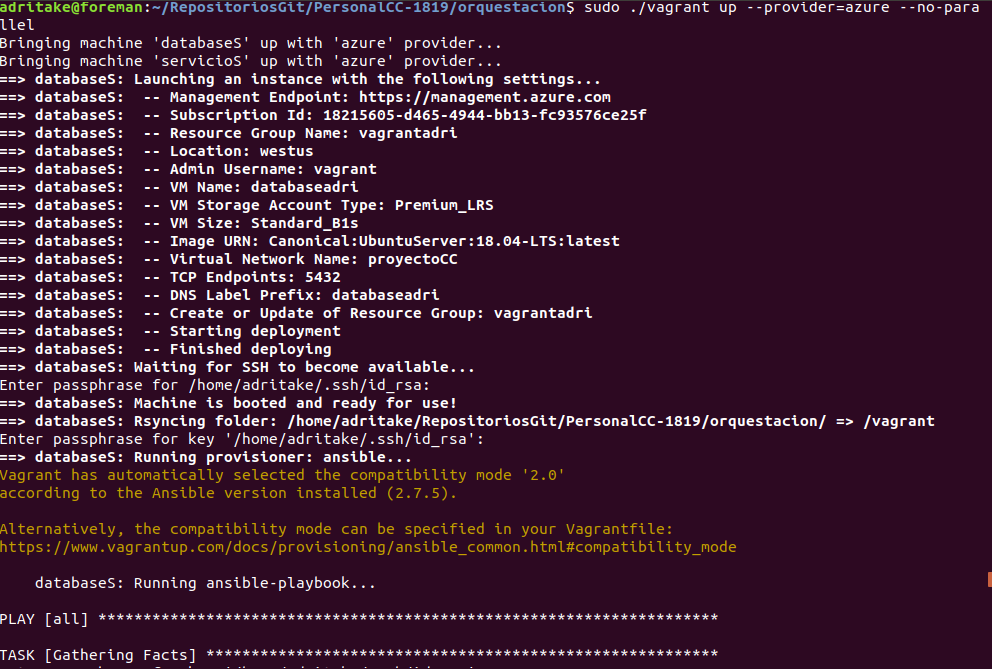 adritake@foreman:~/RepositoriosGit/PersonalCC-1819/orquestacion$ sudo ./vagrant up --provider=azure --no-para
llel
Bringing machine 'databaseS' up with 'azure' provider...
Bringing machine 'servicioS' up with 'azure' provider...
==> databaseS: Launching an instance with the following settings...
==> databaseS:  -- Management Endpoint: https://management.azure.com
==> databaseS:  -- Subscription Id: 18215605-d465-4944-bb13-fc93576ce25f
==> databaseS:  -- Resource Group Name: vagrantadri
==> databaseS:  -- Location: westus
==> databaseS:  -- Admin Username: vagrant
==> databaseS:  -- VM Name: databaseadri
==> databaseS:  -- VM Storage Account Type: Premium_LRS
==> databaseS:  -- VM Size: Standard_B1s
==> databaseS:  -- Image URN: Canonical:UbuntuServer:18.04-LTS:latest
==> databaseS:  -- Virtual Network Name: proyectoCC
==> databaseS:  -- TCP Endpoints: 5432
==> databaseS:  -- DNS Label Prefix: databaseadri
==> databaseS:  -- Create or Update of Resource Group: vagrantadri
==> databaseS:  -- Starting deployment
==> databaseS:  -- Finished deploying
==> databaseS: Waiting for SSH to become available...
Enter passphrase for /home/adritake/.ssh/id_rsa:
==> databaseS: Machine is booted and ready for use!
==> databaseS: Rsyncing folder: /home/adritake/RepositoriosGit/PersonalCC-1819/orquestacion/ => /vagrant
Enter passphrase for key '/home/adritake/.ssh/id_rsa':
==> databaseS: Running provisioner: ansible...
Vagrant has automatically selected the compatibility mode '2.0'
according to the Ansible version installed (2.7.5).
Alternatively, the compatibility mode can be specified in your Vagrantfile:
https://www.vagrantup.com/docs/provisioning/ansible_common.html#compatibility_mode
    databaseS: Running ansible-playbook...
PLAY [all] *********************************************************************
TASK [Gathering Facts] *********************************************************